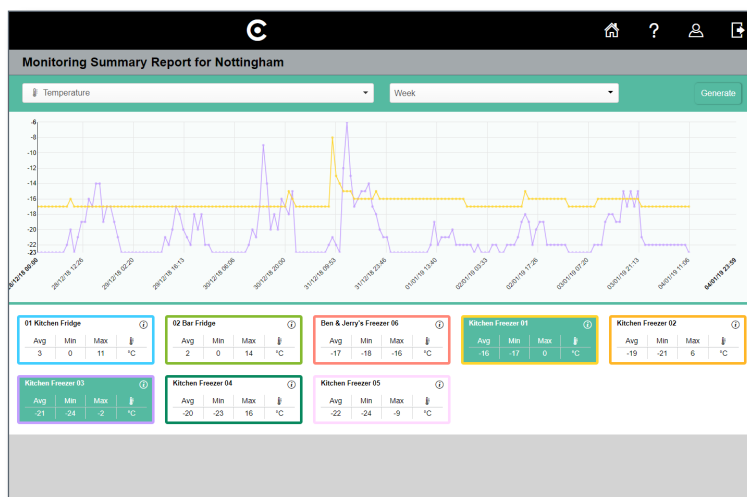 Monitoring Summary Report for Nottingham
Temperature
Week
Generate
-6
-8
-10
-12
-14
-16
-18
-20
-22
-23
28/12/18 00:00
28/12/18 12:26
29/12/18 02:20
29/12/18 16:13
30/12/18 06:06
30/12/18 20:00
31/12/18 09:53
31/12/18 23:46
01/01/19 13:40
02/01/19 03:33
02/01/19 17:26
03/01/19 07:20
03/01/19 21:13
04/01/19 11:06
04/01/19 23:59
01 Kitchen Fridge
Avg Min Max
3 0 11 °C
02 Bar Fridge
Avg Min Max
2 0 14 °C
Ben & Jerry's Freezer 06
Avg Min Max
-17 -18 -16 °C
Kitchen Freezer 01
Avg Min Max
-16 -17 0 °C
Kitchen Freezer 02
Avg Min Max
-19 -21 6 °C
Kitchen Freezer 03
Avg Min Max
-21 -24 -2 °C
Kitchen Freezer 04
Avg Min Max
-20 -23 16 °C
Kitchen Freezer 05
Avg Min Max
-22 -24 -9 °C